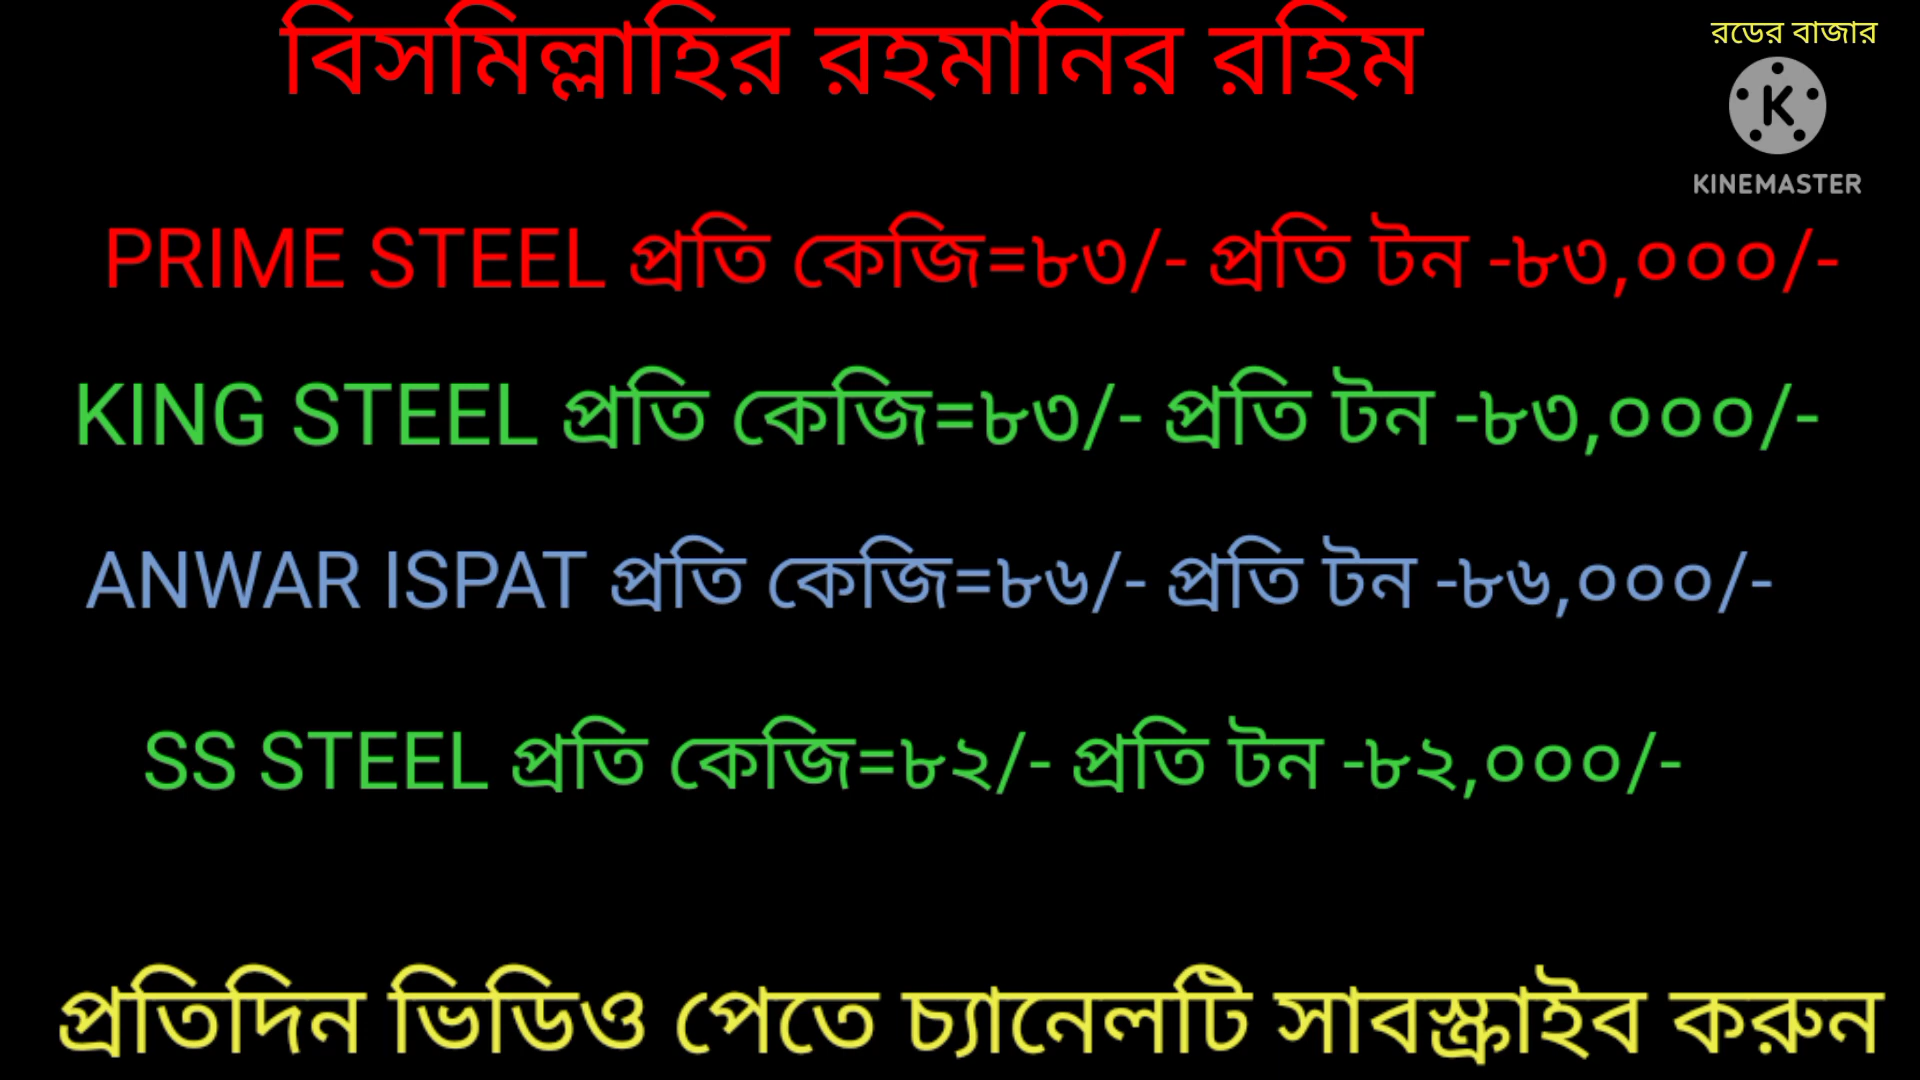 বিসমিল্লাহির রহমানির রহিম
রডের বাজার
KINEMASTER
PRIME STEEL প্রতি কেজি=৮৩/- প্রতি টন -৮৩,০০০/-
KING STEEL প্রতি কেজি=৮৩/- প্রতি টন -৮৩,০০০/-
ANWAR ISPAT প্রতি কেজি=৮৬/- প্রতি টন -৮৬,০০০/-
SS STEEL প্রতি কেজি=৮২/- প্রতি টন -৮২,০০০/-
প্রতিদিন ভিডিও পেতে চ্যানেলটি সাবস্ক্রাইব করুন